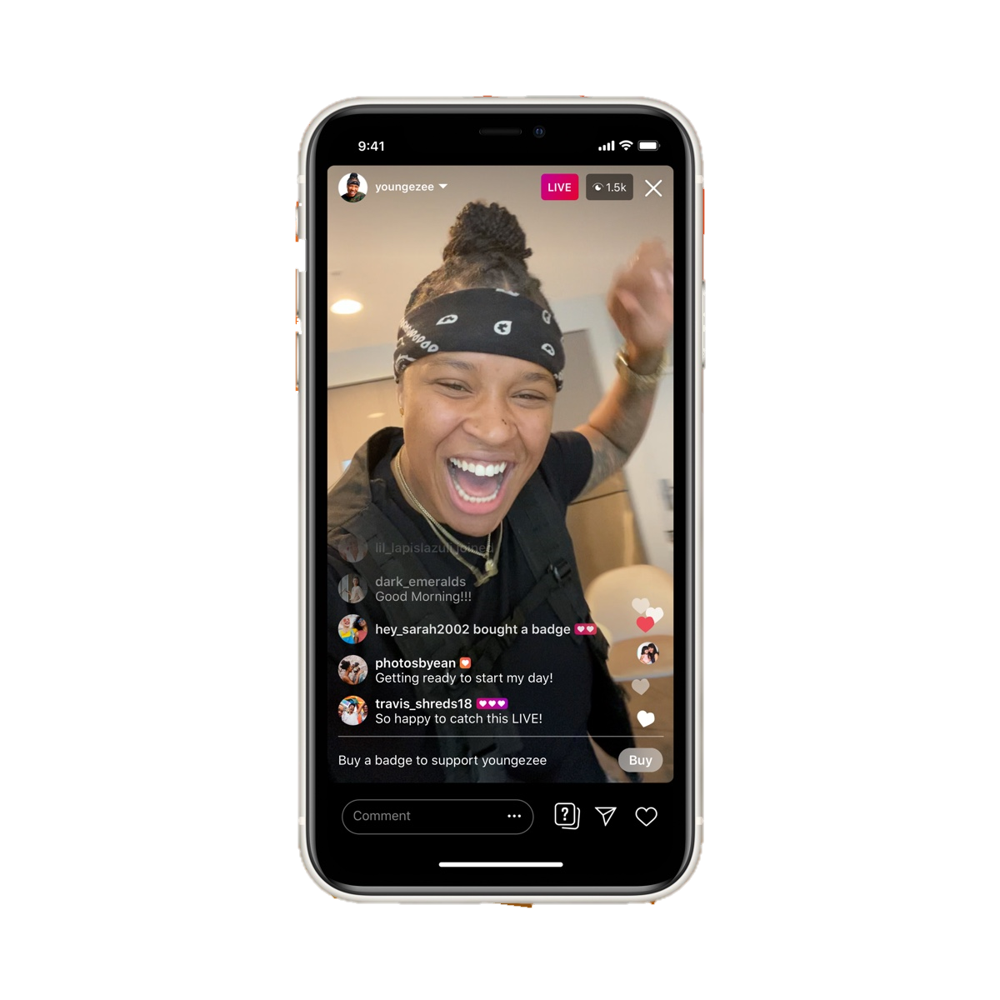 9:41
youngezee
LIVE
1.5k
lil_lapislazuli joined
dark_emeralds
Good Morning!!!
hey_sarah2002 bought a badge
photosbyean
Getting ready to start my day!
travis_shreds18
So happy to catch this LIVE!
Buy a badge to support youngezee
Buy
Comment
?